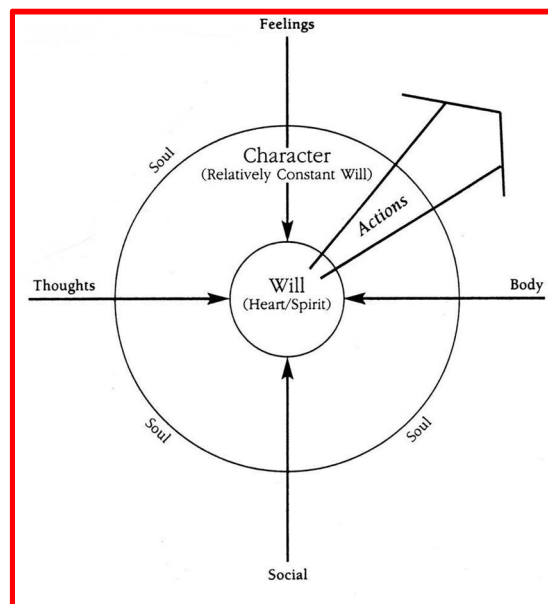 Feelings
Soul
Character
(Relatively Constant Will)
Actions
Thoughts
Will
(Heart/Spirit)
Body
Soul
Soul
Social